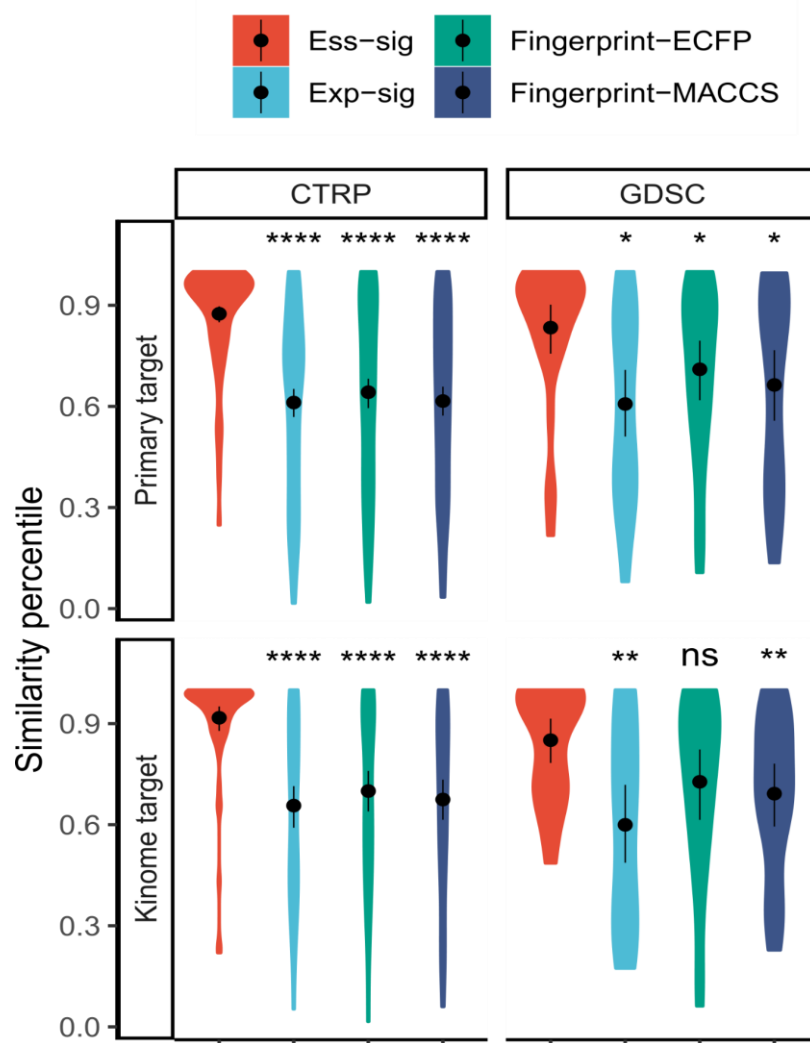 Ess−sig Fingerprint−ECFP
Exp−sig Fingerprint−MACCS
CTRP GDSC
Similarity percentile
Primary target
**** **** **** * * *
0.9
0.6
0.3
0.0
Kinome target
**** **** **** ** ns **
0.9
0.6
0.3
0.0